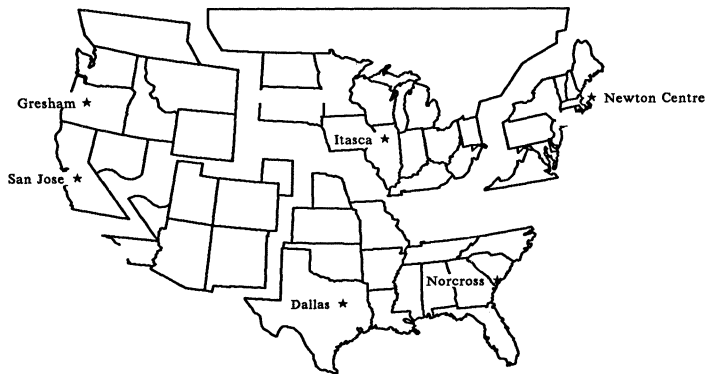 Gresham
Newton Centre
Itasca
San Jose
Norcross
Dallas